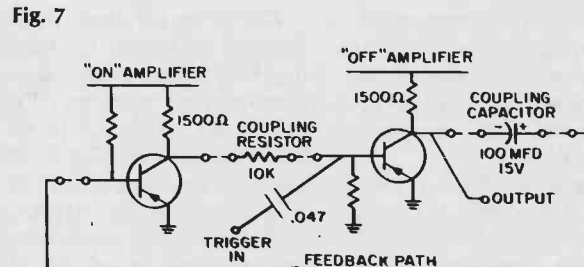 Fig. 7
"ON" AMPLIFIER
"OFF" AMPLIFIER
1500Ω
COUPLING
RESISTOR
10K
1500Ω
COUPLING
CAPACITOR
- +
100 MFD
15V
.047
TRIGGER
IN
OUTPUT
FEEDBACK PATH